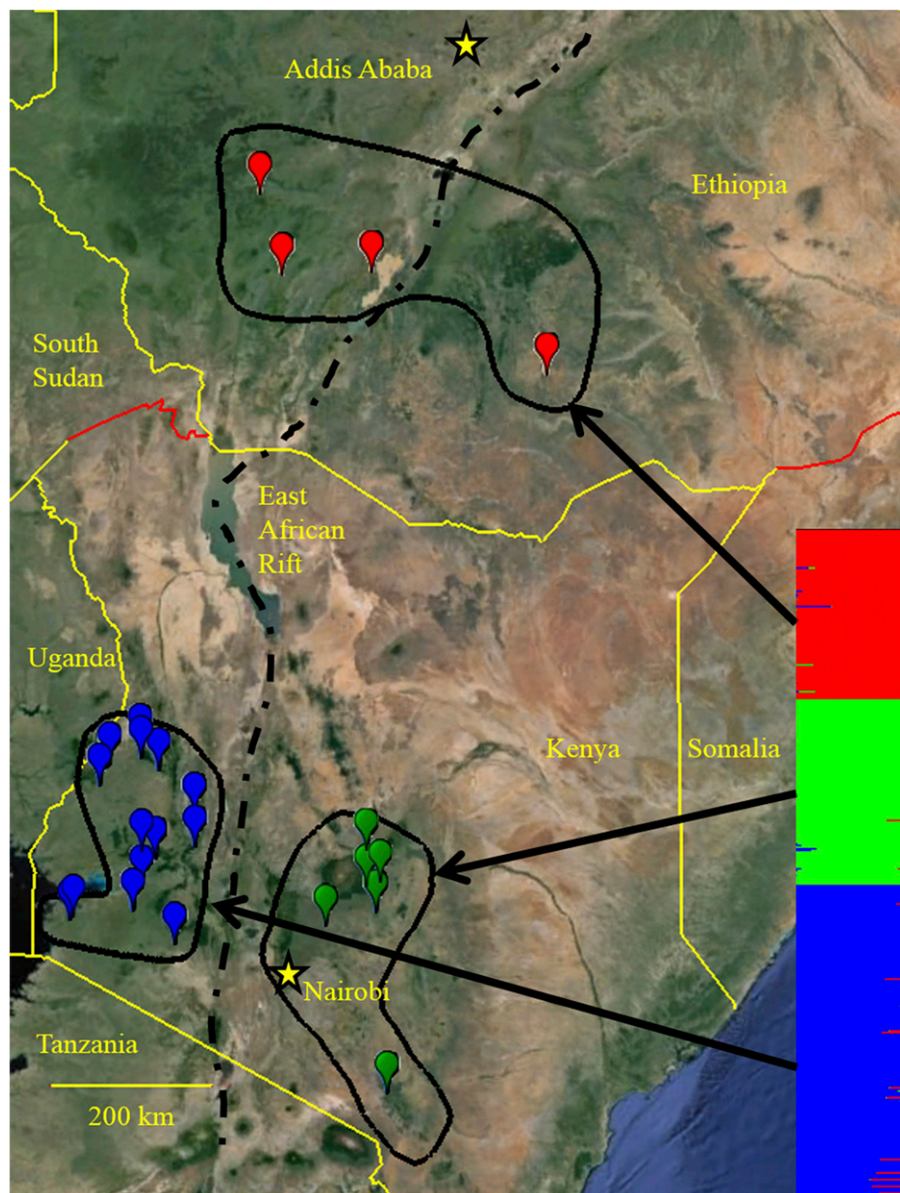 Addis Ababa
Ethiopia
South
Sudan
East
African
Rift
Uganda
Kenya
Somalia
Nairobi
Tanzania
200 km